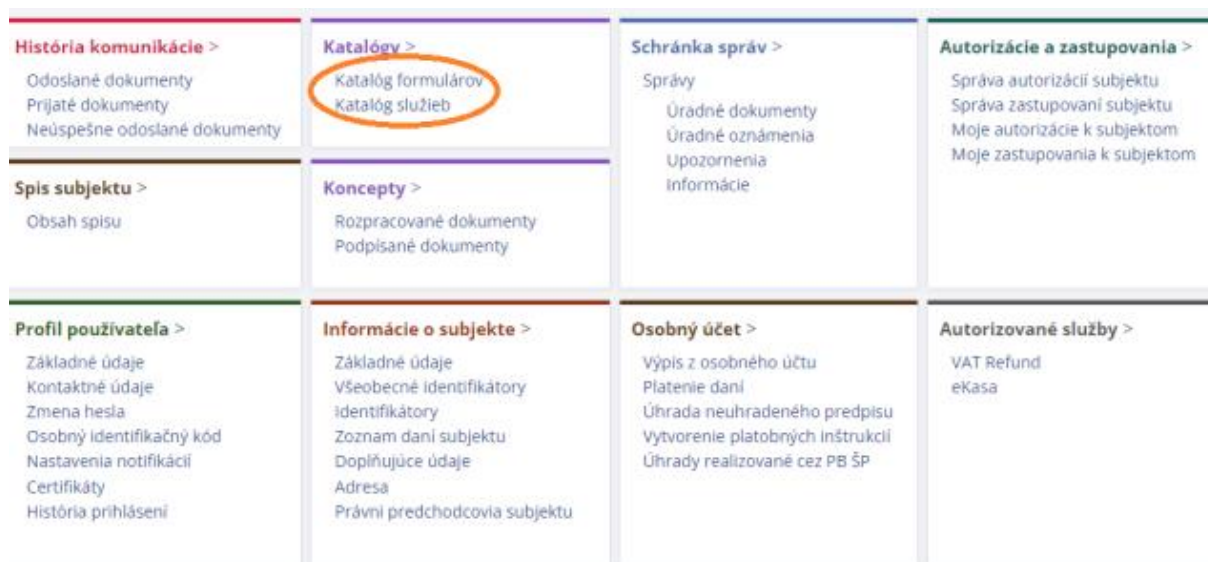 História komunikácie >
Odoslané dokumenty
Prijaté dokumenty
Neúspešne odoslané dokumenty
Katalógy >
Katalóg formulárov
Katalóg služieb
Schránka správ >
Správy
Úradné dokumenty
Úradné oznámenia
Upozornenia
Informácie
Autorizácie a zastupovania >
Správa autorizácií subjektu
Správa zastupovaní subjektu
Moje autorizácie k subjektom
Moje zastupovania k subjektom
Spis subjektu >
Obsah spisu
Koncepty >
Rozpracované dokumenty
Podpísané dokumenty
Profil používateľa >
Základné údaje
Kontaktné údaje
Zmena hesla
Osobný identifikačný kód
Nastavenia notifikácií
Certifikáty
História prihlásení
Informácie o subjekte >
Základné údaje
Všeobecné identifikátory
Identifikátory
Zoznam daní subjektu
Doplňujúce údaje
Adresa
Právni predchodcovia subjektu
Osobný účet >
Výpis z osobného účtu
Platenie daní
Úhrada neuhradeného predpisu
Vytvorenie platobných inštrukcií
Úhrady realizované cez PB ŠP
Autorizované služby >
VAT Refund
eKasa